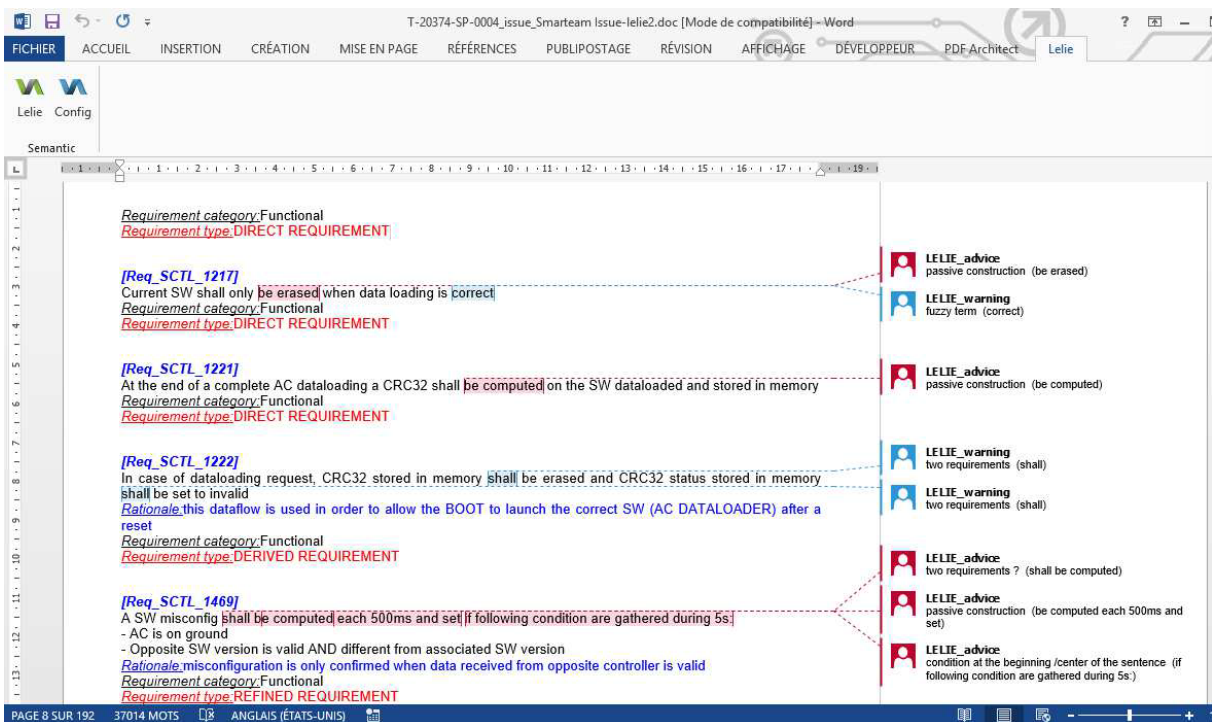 T-20374-SP-0004_issue_Smarteam Issue-lelie2.doc [Mode de compatibilité] - Word
FICHIER ACCUEIL INSERTION CRÉATION MISE EN PAGE RÉFÉRENCES PUBLIPOSTAGE RÉVISION AFFICHAGE DÉVELOPPEUR PDF Architect Lelie
Lelie Config
Semantic
Requirement category:Functional
Requirement type:DIRECT REQUIREMENT
[Req_SCTL_1217]
Current SW shall only be erased when data loading is correct
Requirement category:Functional
Requirement type:DIRECT REQUIREMENT
[Req_SCTL_1221]
At the end of a complete AC dataloading a CRC32 shall be computed on the SW dataloaded and stored in memory
Requirement category:Functional
Requirement type:DIRECT REQUIREMENT
[Req_SCTL_1222]
In case of dataloading request, CRC32 stored in memory shall be erased and CRC32 status stored in memory
shall be set to invalid
Rationale:this dataflow is used in order to allow the BOOT to launch the correct SW (AC DATALOADER) after a
reset
Requirement category:Functional
Requirement type:DERIVED REQUIREMENT
[Req_SCTL_1469]
A SW misconfig shall be computed each 500ms and set if following condition are gathered during 5s:
- AC is on ground
- Opposite SW version is valid AND different from associated SW version
Rationale:misconfiguration is only confirmed when data received from opposite controller is valid
Requirement category:Functional
Requirement type:REFINED REQUIREMENT
LELIE_advice
passive construction (be erased)
LELIE_warning
fuzzy term (correct)
LELIE_advice
passive construction (be computed)
LELIE_warning
two requirements (shall)
LELIE_warning
two requirements (shall)
LELIE_advice
two requirements ? (shall be computed)
LELIE_advice
passive construction (be computed each 500ms and
set)
LELIE_advice
condition at the beginning /center of the sentence (if
following condition are gathered during 5s:)
PAGE 8 SUR 192 37014 MOTS ANGLAIS (ÉTATS-UNIS)